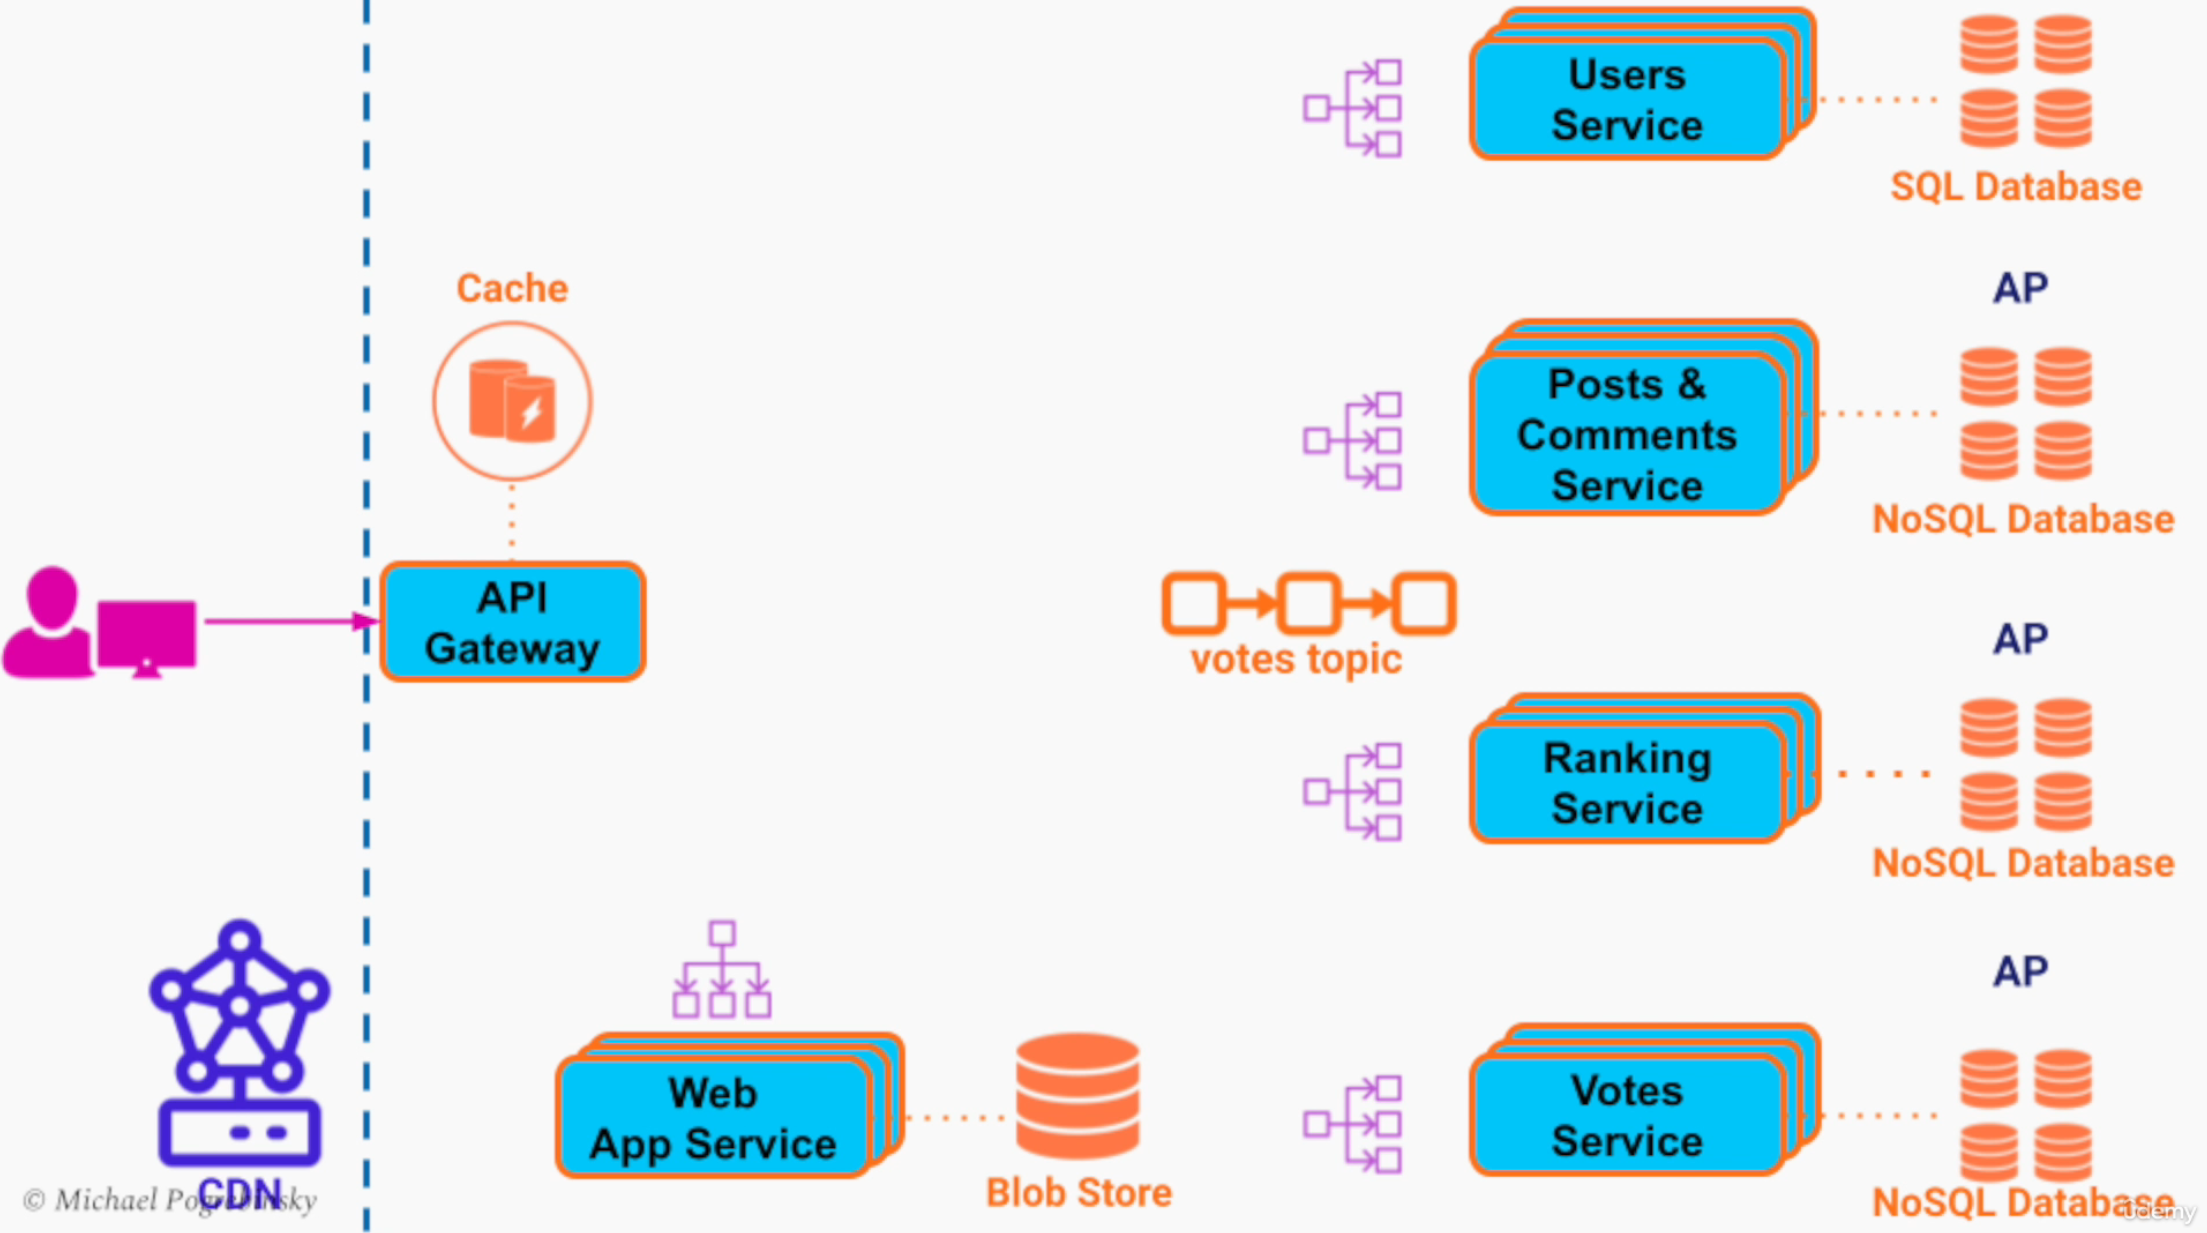 Users
Service
SQL Database
Cache
AP
Posts &
Comments
Service
NoSQL Database
API
Gateway
votes topic
AP
Ranking
Service
NoSQL Database
AP
Web
App Service
Blob Store
Votes
Service
NoSQL Database
CDN
© Michael Pogrebinsky
udemy